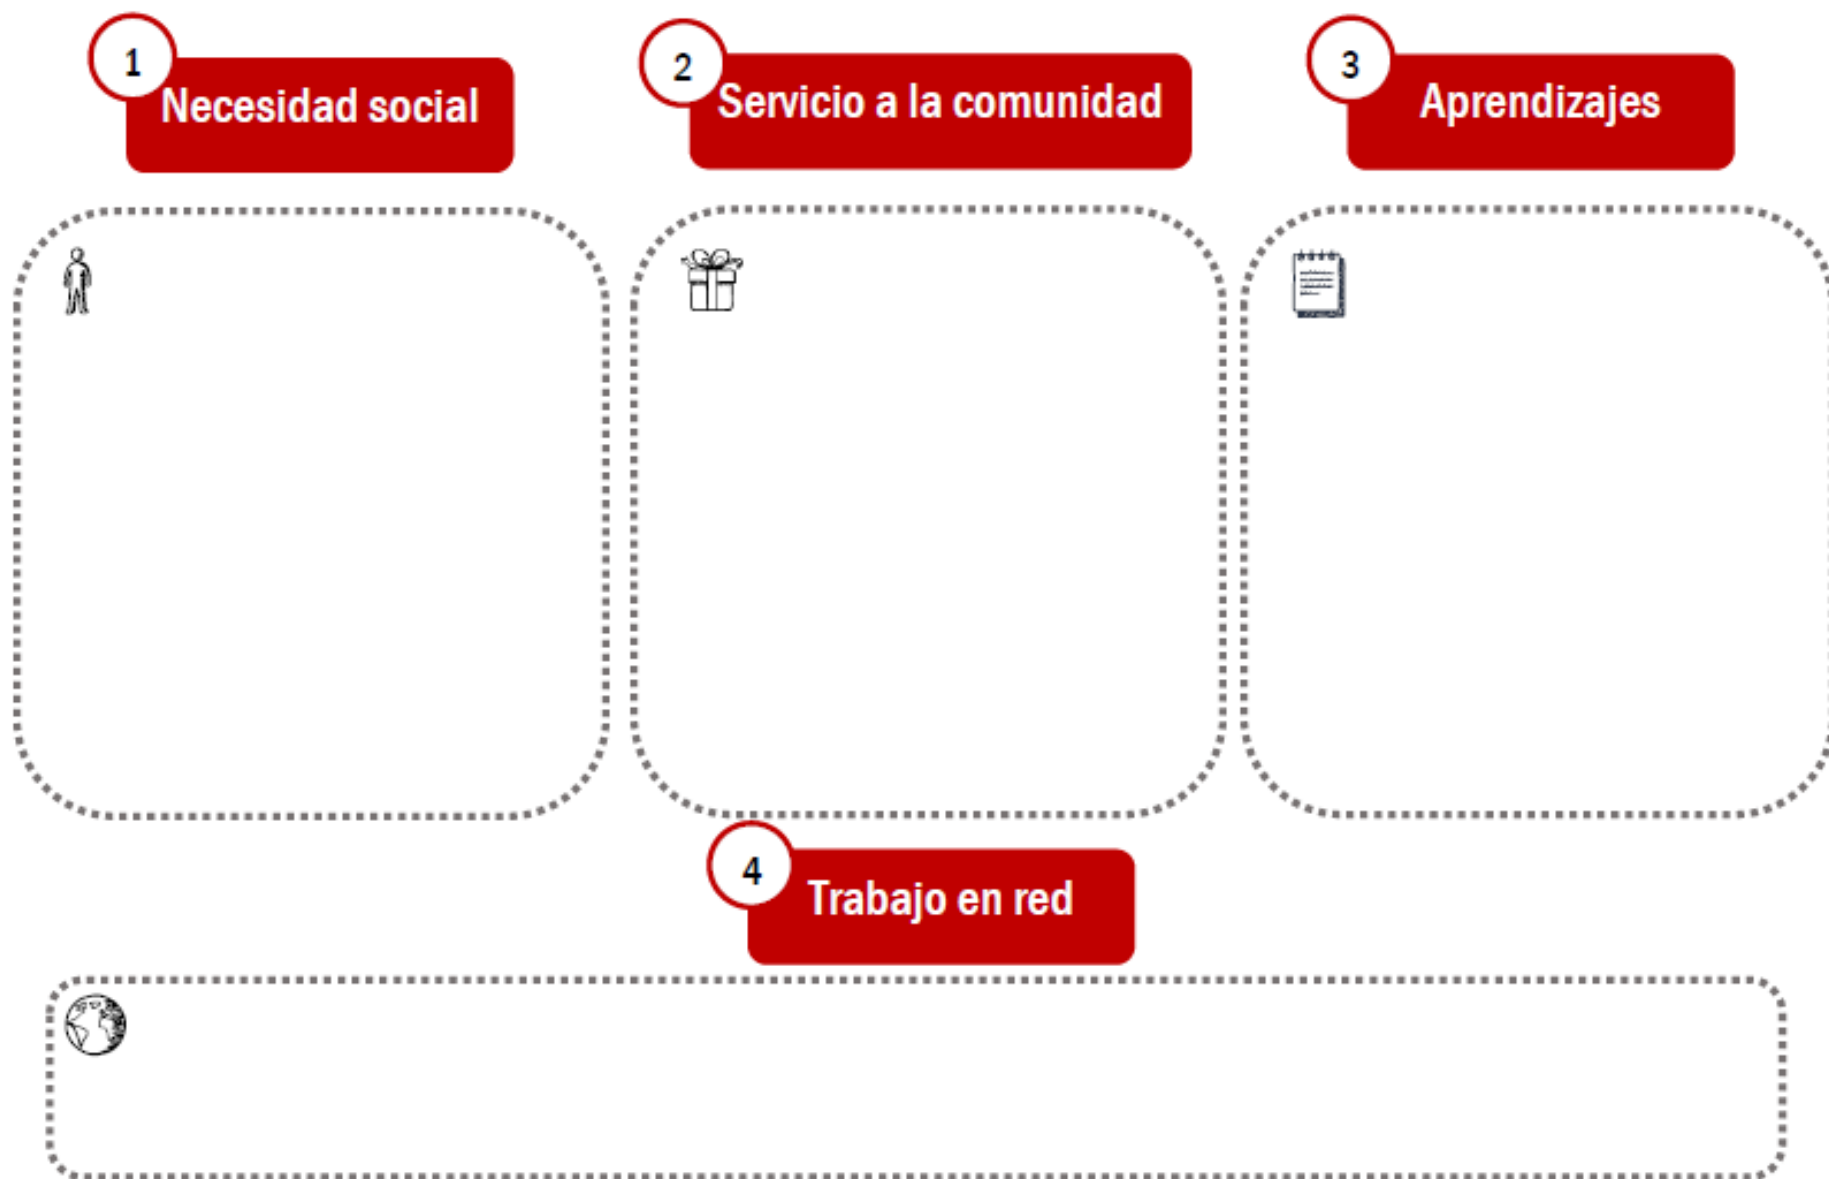 1
Necesidad social
2
Servicio a la comunidad
3
Aprendizajes
4
Trabajo en red